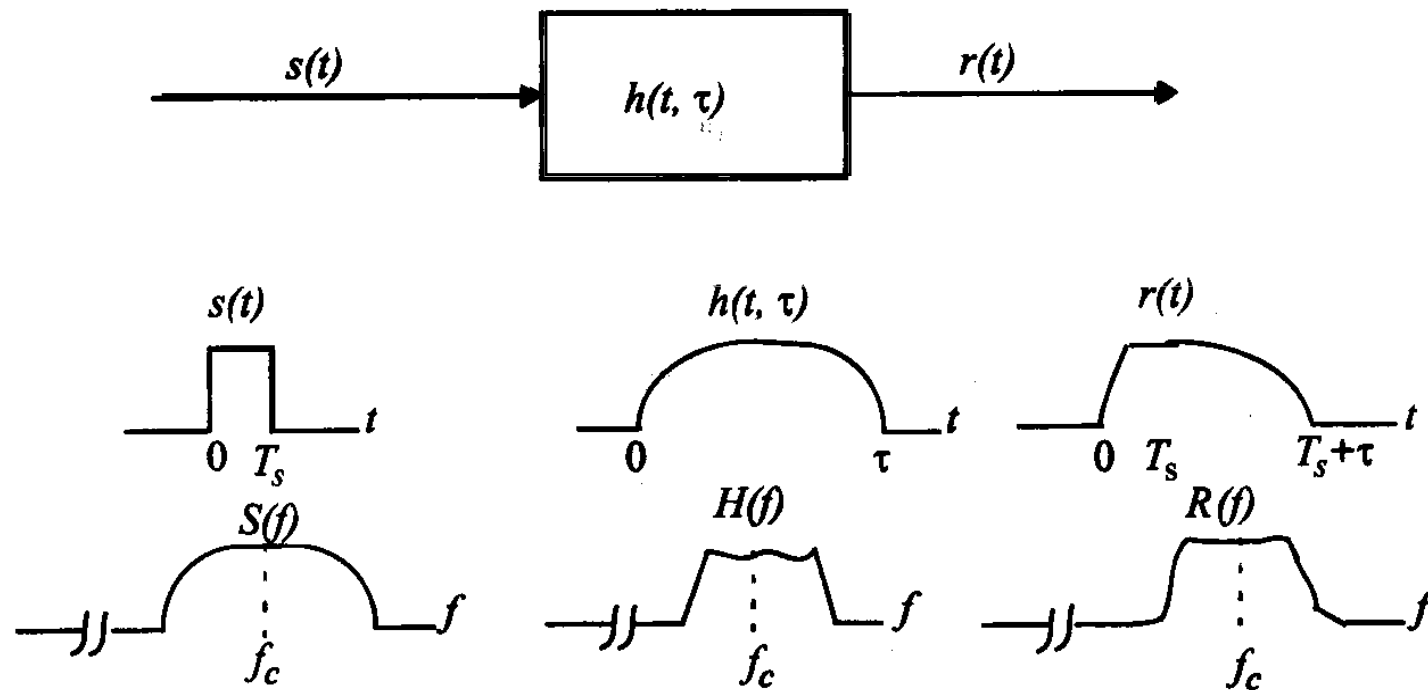 s(t) h(t, τ) r(t)
s(t) h(t, τ) r(t)
t t t
0 T_s 0 τ 0 T_s T_s+τ
S(f) H(f) R(f)
f f f
f_c f_c f_c